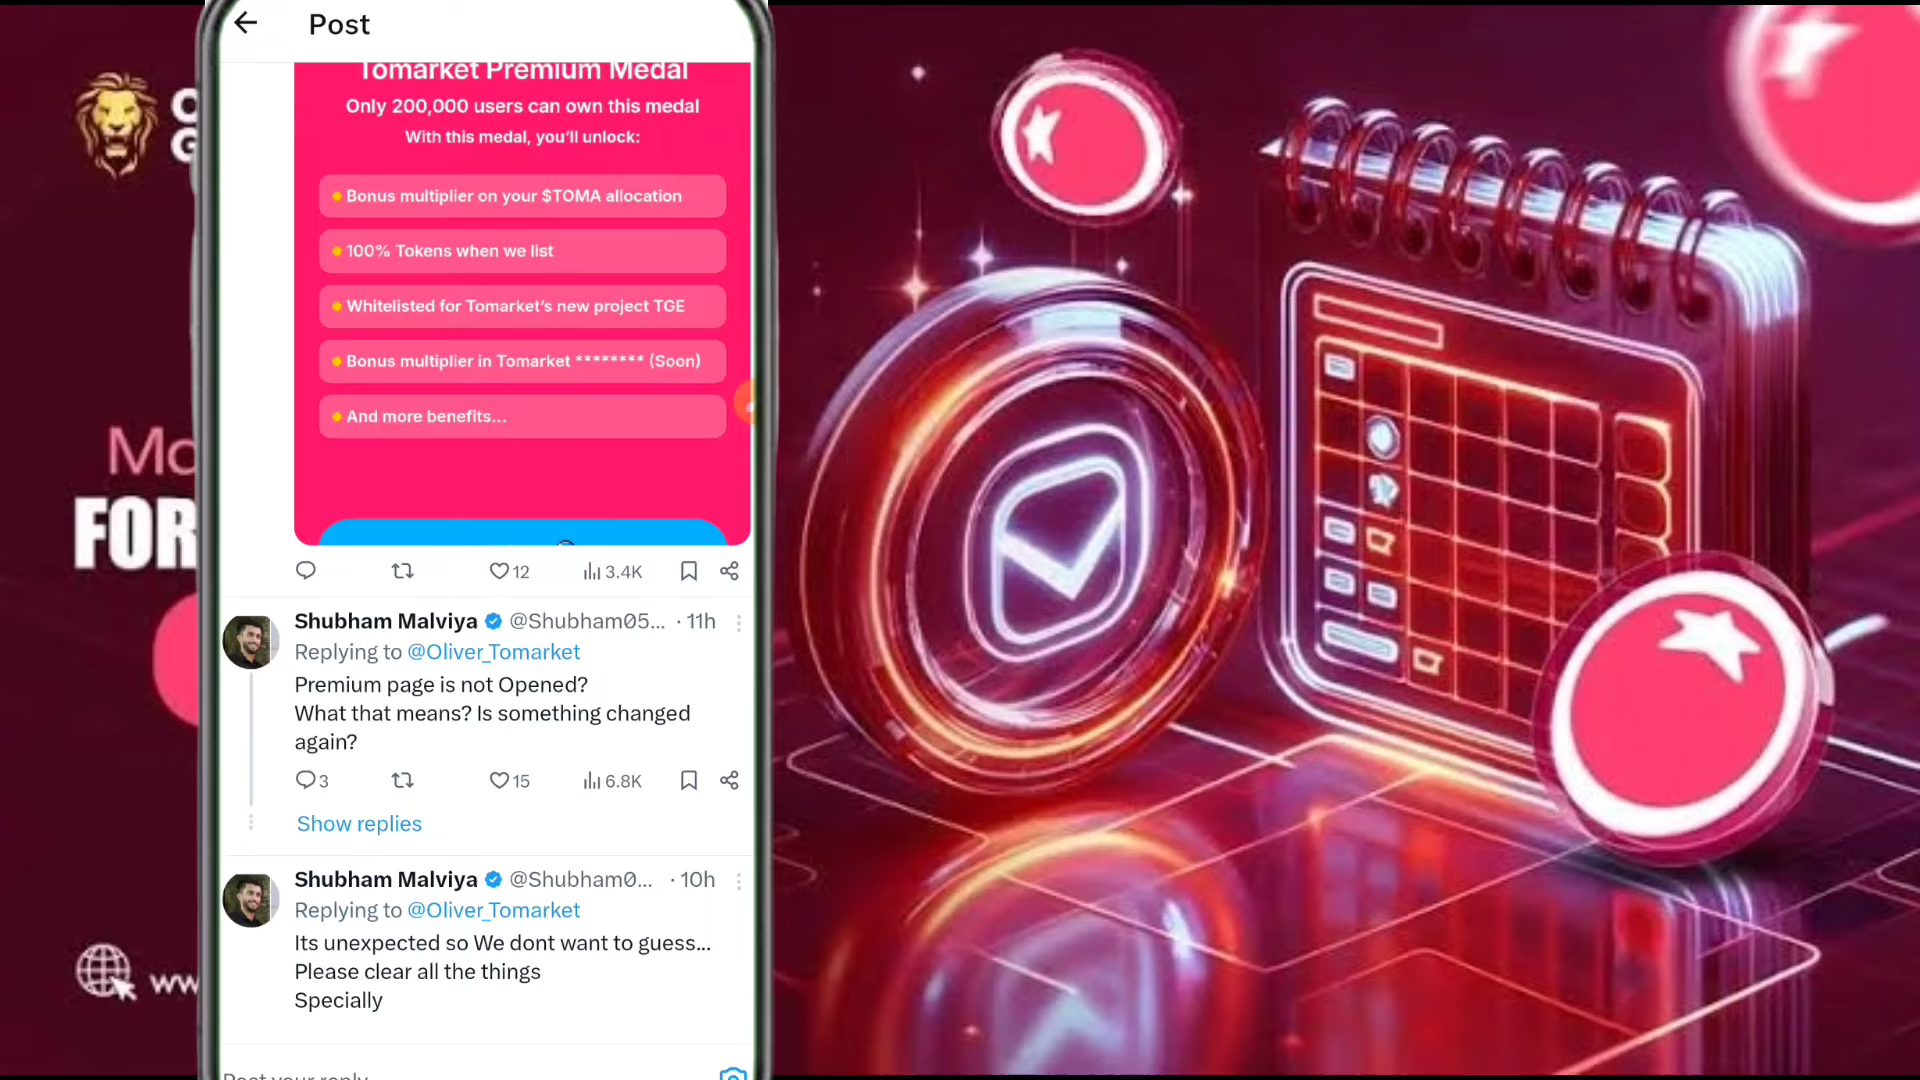 Post
Tomarket Premium Medal
Only 200,000 users can own this medal
With this medal, you'll unlock:
Bonus multiplier on your $TOMA allocation
100% Tokens when we list
Whitelisted for Tomarket's new project TGE
Bonus multiplier in Tomarket ******** (Soon)
And more benefits...
12
3.4K
Shubham Malviya @Shubham05... · 11h
Replying to @Oliver_Tomarket
Premium page is not Opened?
What that means? Is something changed
again?
3
15
6.8K
Show replies
Shubham Malviya @Shubham0... · 10h
Replying to @Oliver_Tomarket
Its unexpected so We dont want to guess...
Please clear all the things
Specially
Post your reply
FOR